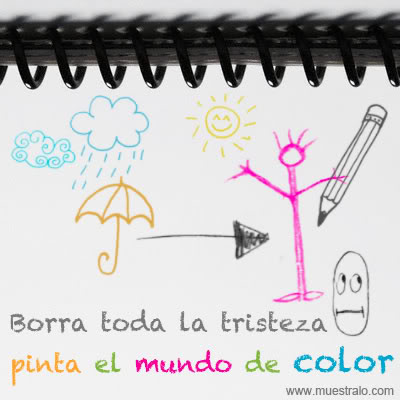 Borra toda la tristeza
pinta el mundo de color
www.muestralo.com